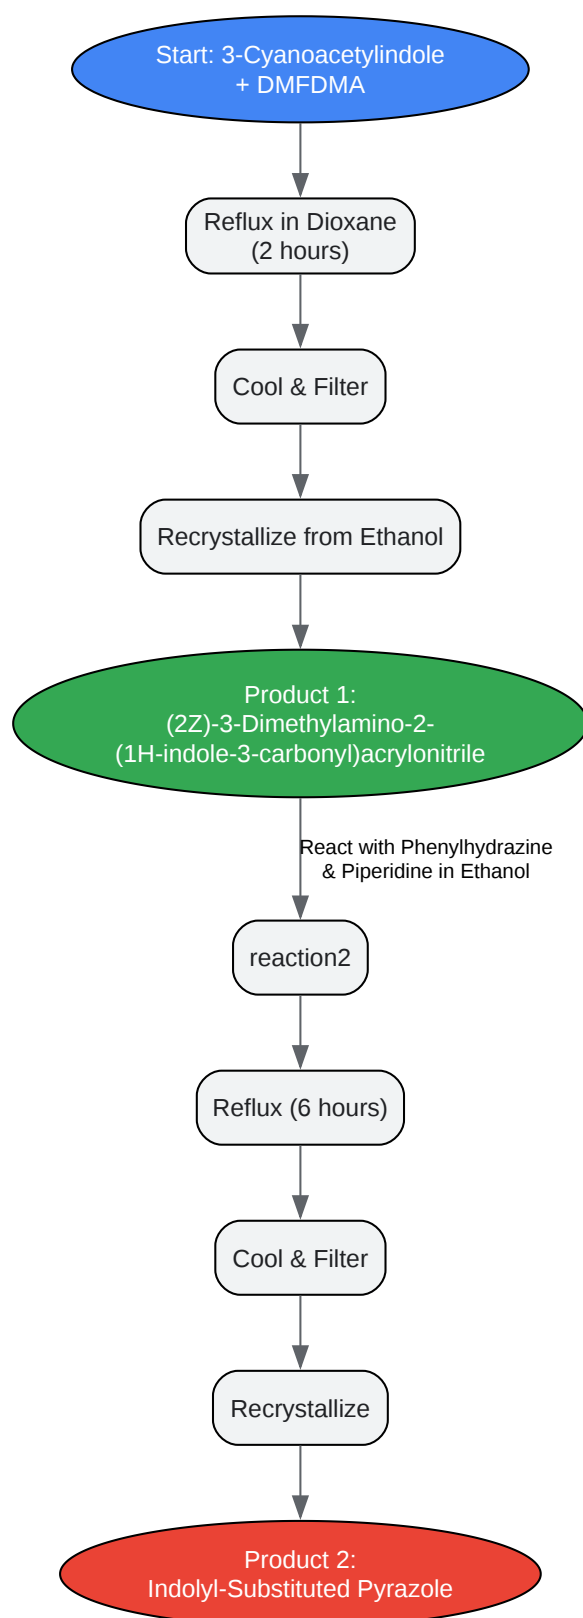 Start: 3-Cyanoacetylindole
+ DMFDMA
Reflux in Dioxane
(2 hours)
Cool & Filter
Recrystallize from Ethanol
Product 1:
(2Z)-3-Dimethylamino-2-
(1H-indole-3-carbonyl)acrylonitrile
React with Phenylhydrazine
& Piperidine in Ethanol
reaction2
Reflux (6 hours)
Cool & Filter
Recrystallize
Product 2:
Indolyl-Substituted Pyrazole